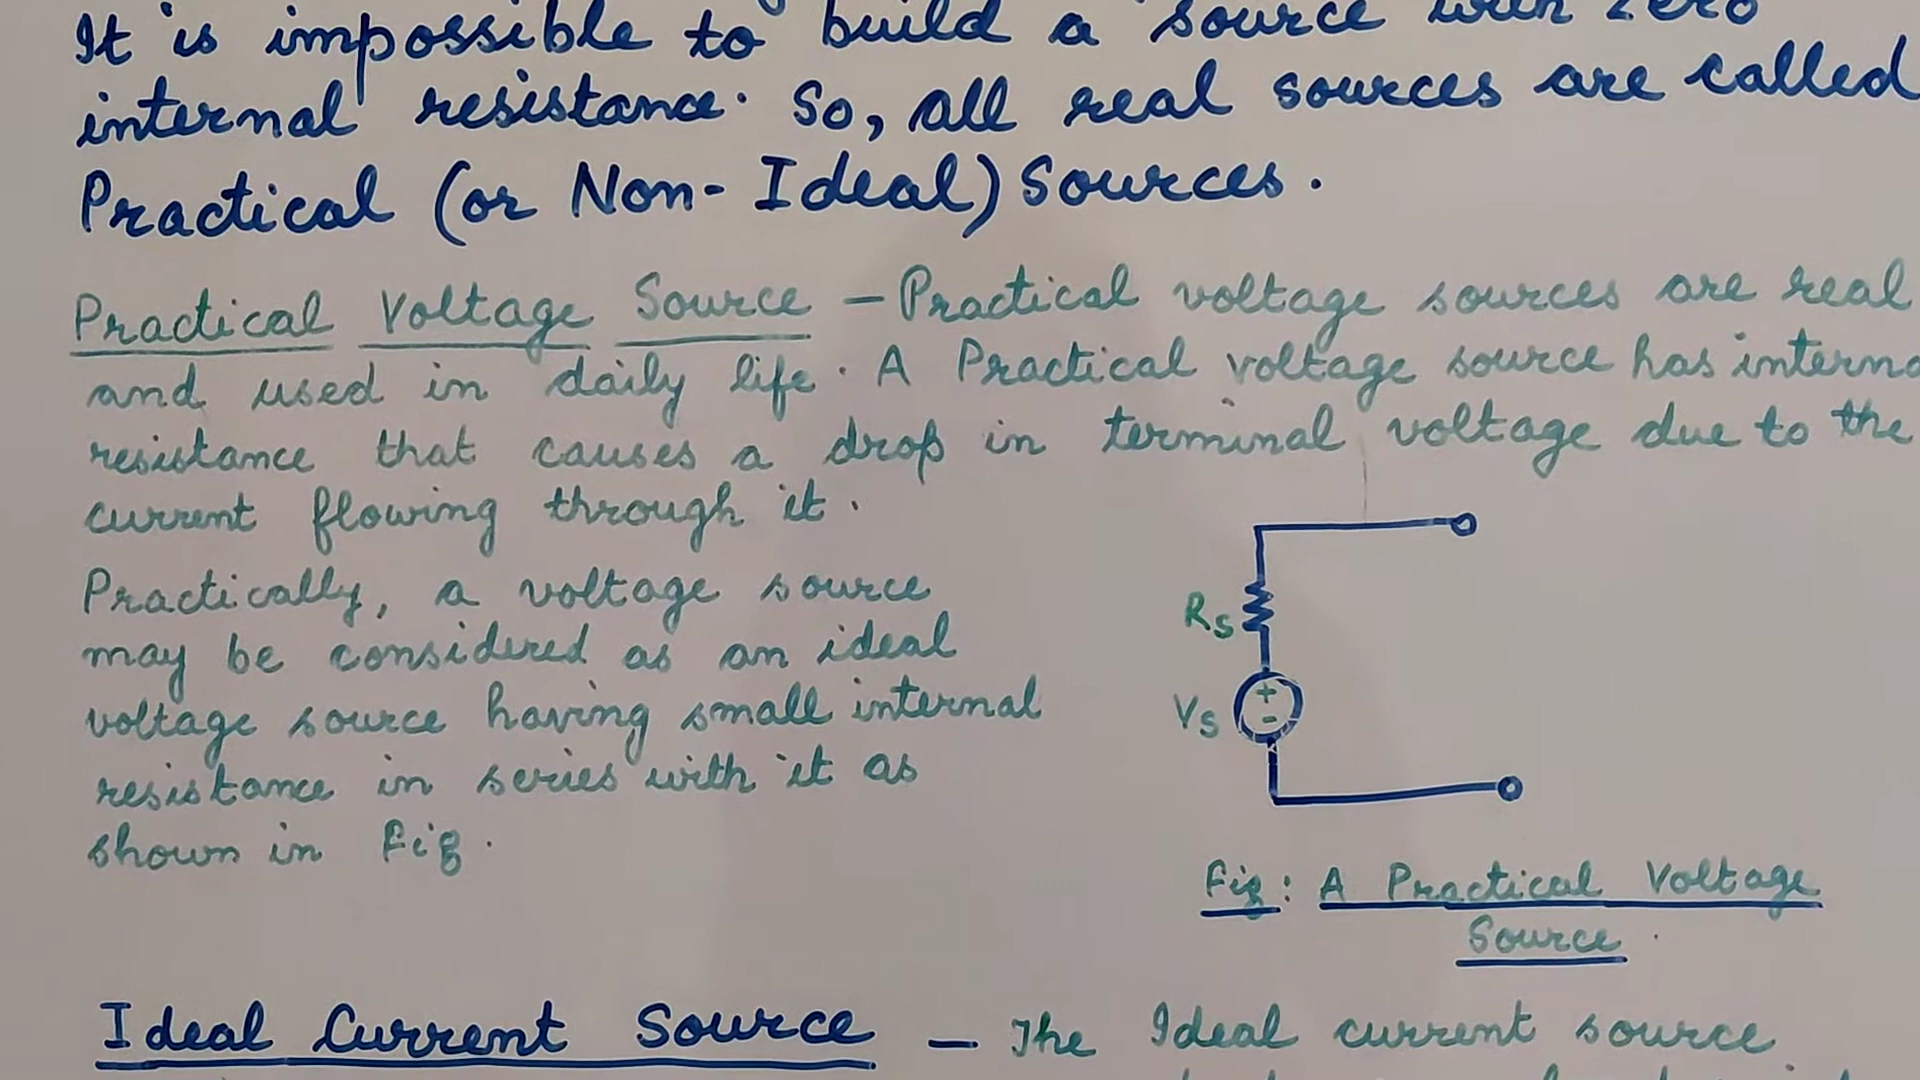 It is impossible to build a source with zero
internal resistance. So, all real sources are called
Practical (or Non-Ideal) Sources.
Practical Voltage Source - Practical voltage sources are real
and used in daily life. A Practical voltage source has interna
resistance that causes a drop in terminal voltage due to the
current flowing through it.
Practically, a voltage source
may be considered as an ideal
voltage source having small internal
resistance in series with it as
shown in Fig.
Rs
+
Vs
-
Fig: A Practical Voltage
Source
Ideal Current Source - The Ideal current source